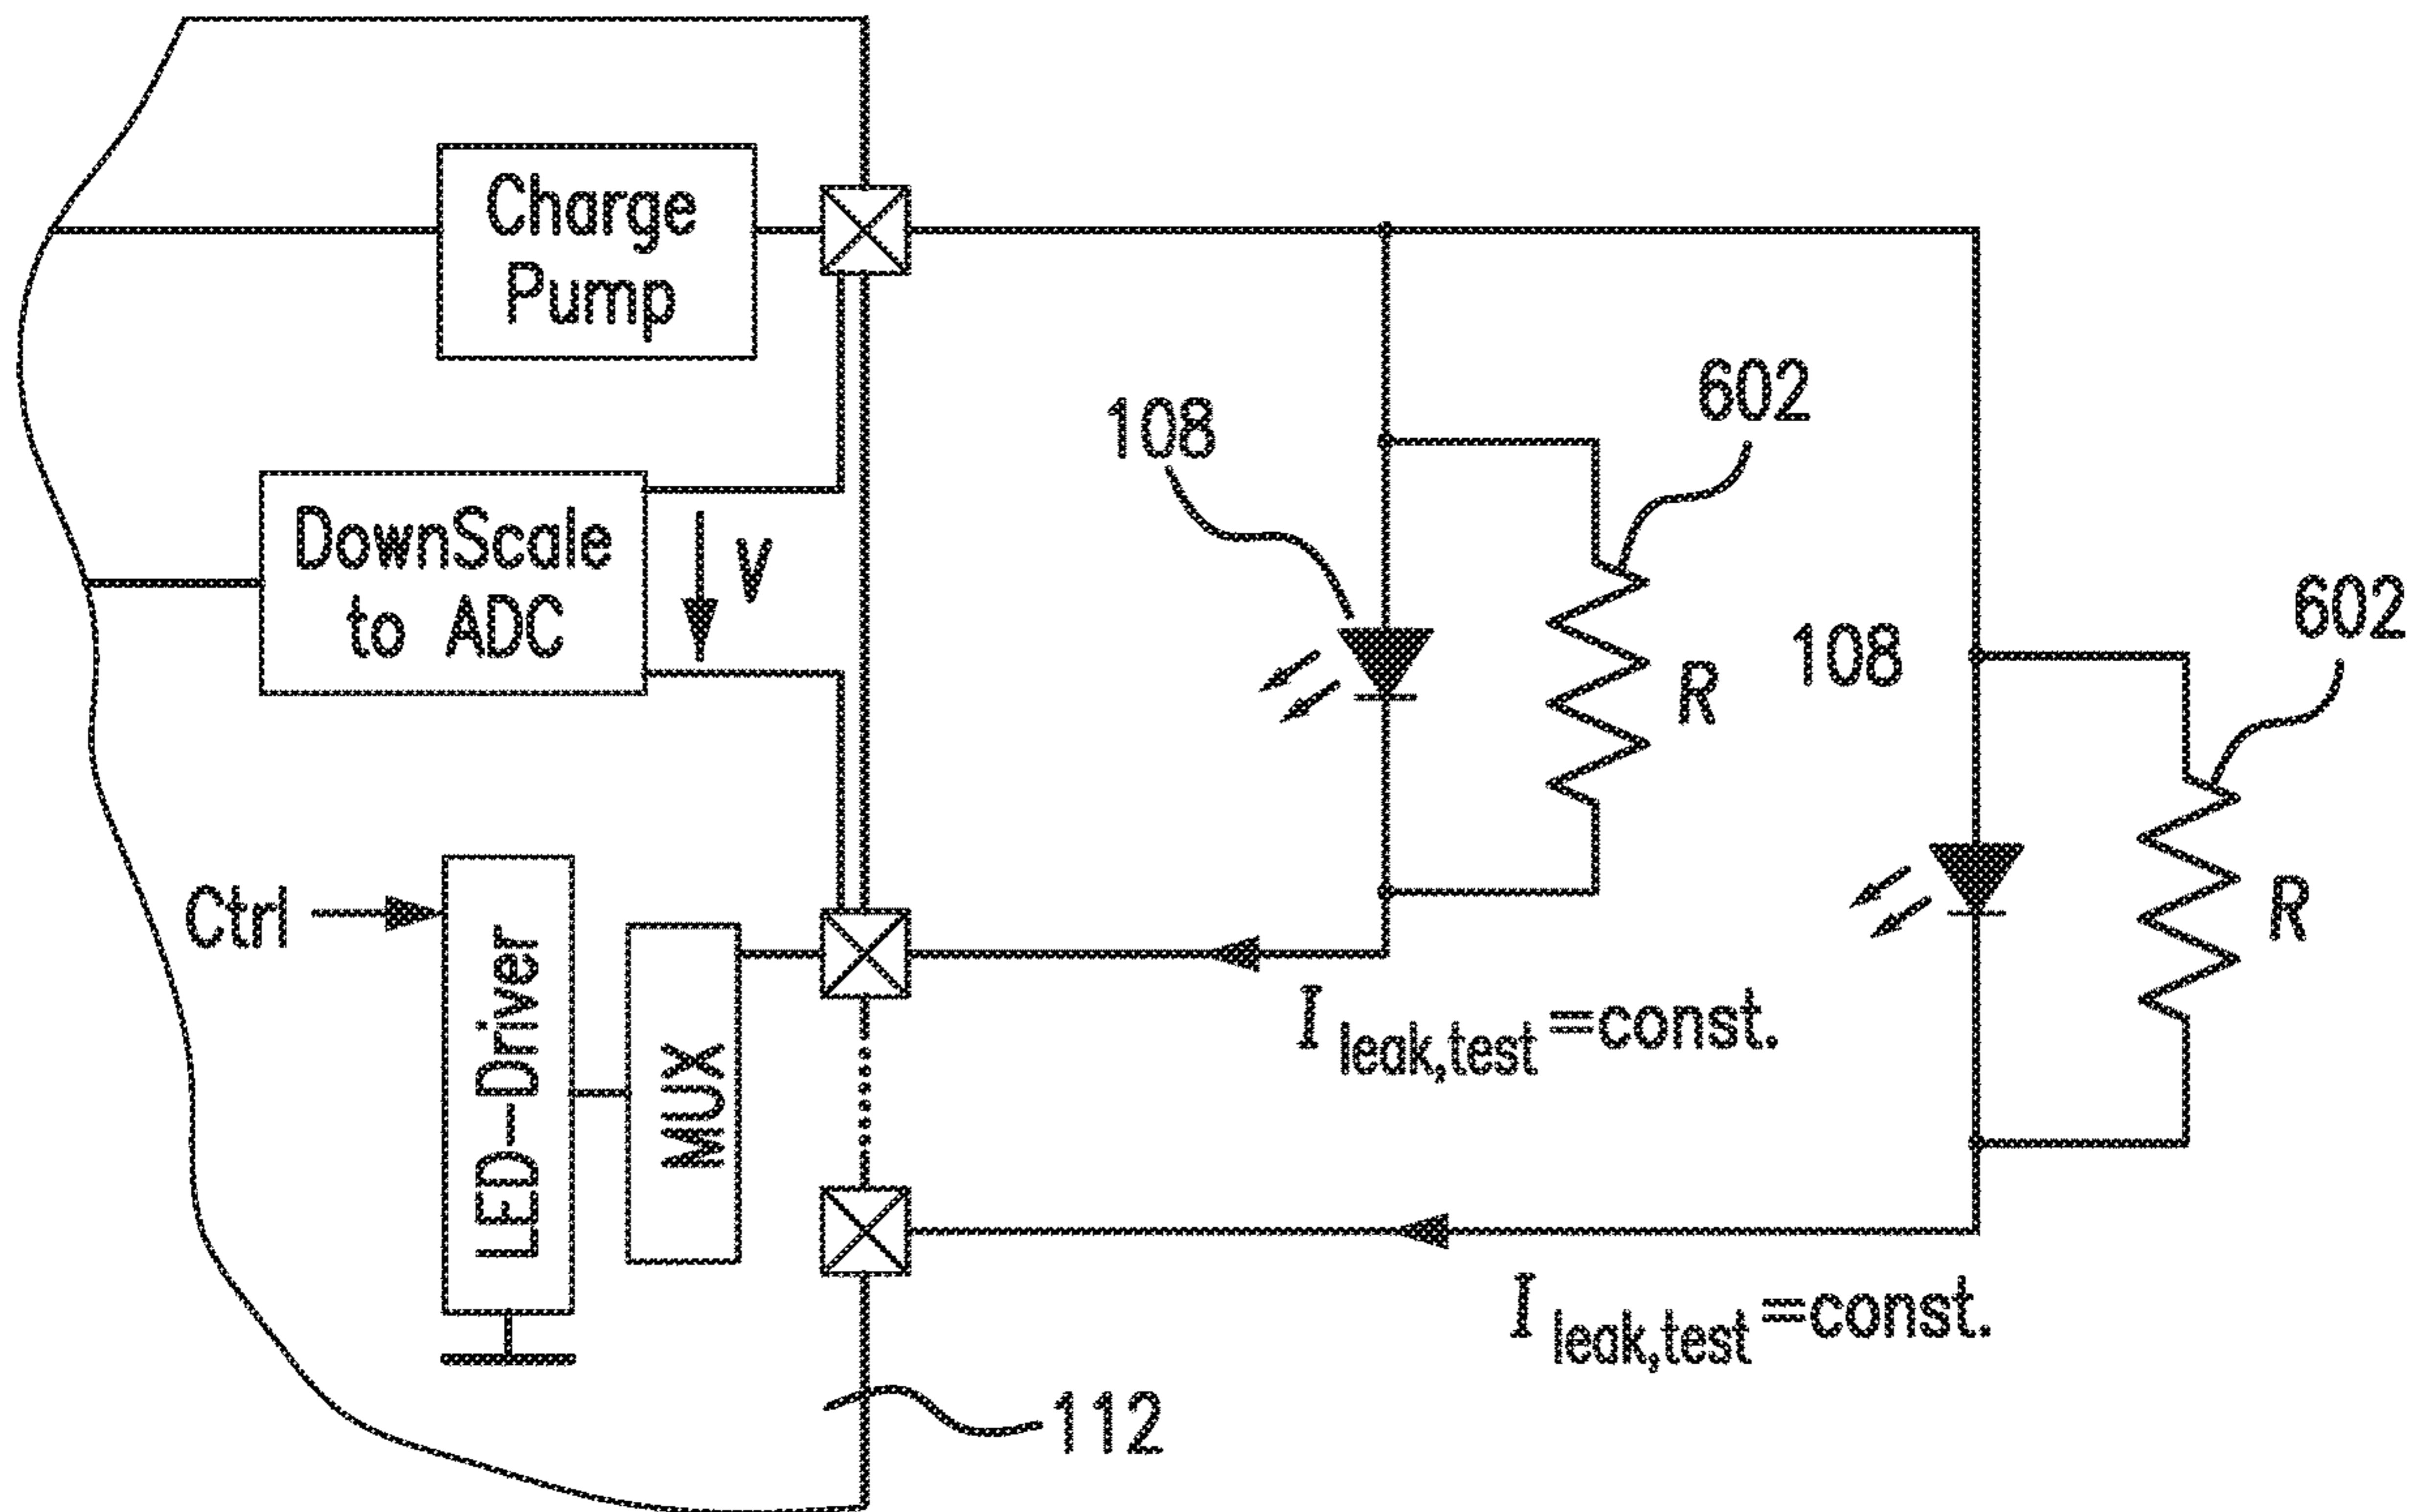 Charge
Pump
602
108
DownScale
to ADC
V
602
108
R
Ctrl
LED-Driver
MUX
R
I leak,test =const.
I leak,test =const.
112